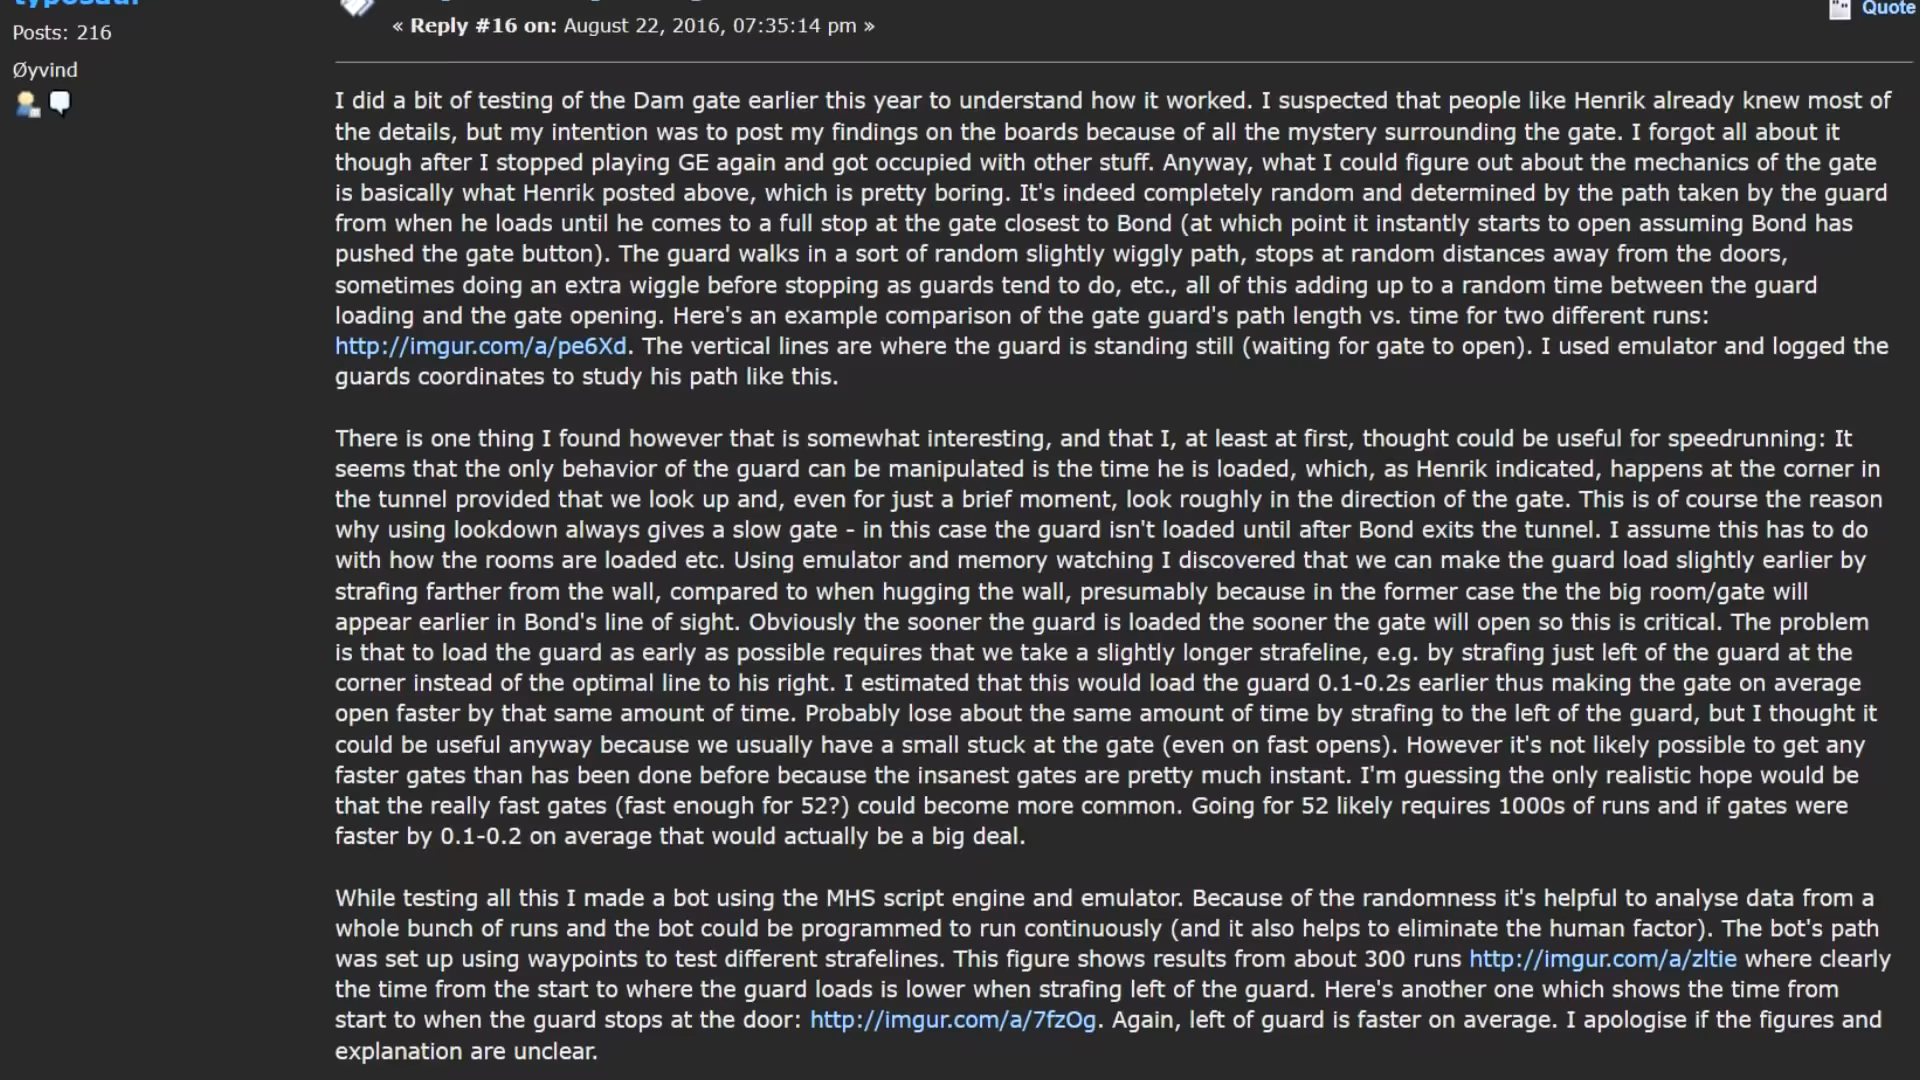 Quote
Posts: 216
« Reply #16 on: August 22, 2016, 07:35:14 pm »
Øyvind
I did a bit of testing of the Dam gate earlier this year to understand how it worked. I suspected that people like Henrik already knew most of
the details, but my intention was to post my findings on the boards because of all the mystery surrounding the gate. I forgot all about it
though after I stopped playing GE again and got occupied with other stuff. Anyway, what I could figure out about the mechanics of the gate
is basically what Henrik posted above, which is pretty boring. It's indeed completely random and determined by the path taken by the guard
from when he loads until he comes to a full stop at the gate closest to Bond (at which point it instantly starts to open assuming Bond has
pushed the gate button). The guard walks in a sort of random slightly wiggly path, stops at random distances away from the doors,
sometimes doing an extra wiggle before stopping as guards tend to do, etc., all of this adding up to a random time between the guard
loading and the gate opening. Here's an example comparison of the gate guard's path length vs. time for two different runs:
http://imgur.com/a/pe6Xd. The vertical lines are where the guard is standing still (waiting for gate to open). I used emulator and logged the
guards coordinates to study his path like this.
There is one thing I found however that is somewhat interesting, and that I, at least at first, thought could be useful for speedrunning: It
seems that the only behavior of the guard can be manipulated is the time he is loaded, which, as Henrik indicated, happens at the corner in
the tunnel provided that we look up and, even for just a brief moment, look roughly in the direction of the gate. This is of course the reason
why using lookdown always gives a slow gate - in this case the guard isn't loaded until after Bond exits the tunnel. I assume this has to do
with how the rooms are loaded etc. Using emulator and memory watching I discovered that we can make the guard load slightly earlier by
strafing farther from the wall, compared to when hugging the wall, presumably because in the former case the the big room/gate will
appear earlier in Bond's line of sight. Obviously the sooner the guard is loaded the sooner the gate will open so this is critical. The problem
is that to load the guard as early as possible requires that we take a slightly longer strafeline, e.g. by strafing just left of the guard at the
corner instead of the optimal line to his right. I estimated that this would load the guard 0.1-0.2s earlier thus making the gate on average
open faster by that same amount of time. Probably lose about the same amount of time by strafing to the left of the guard, but I thought it
could be useful anyway because we usually have a small stuck at the gate (even on fast opens). However it's not likely possible to get any
faster gates than has been done before because the insanest gates are pretty much instant. I'm guessing the only realistic hope would be
that the really fast gates (fast enough for 52?) could become more common. Going for 52 likely requires 1000s of runs and if gates were
faster by 0.1-0.2 on average that would actually be a big deal.
While testing all this I made a bot using the MHS script engine and emulator. Because of the randomness it's helpful to analyse data from a
whole bunch of runs and the bot could be programmed to run continuously (and it also helps to eliminate the human factor). The bot's path
was set up using waypoints to test different strafelines. This figure shows results from about 300 runs http://imgur.com/a/zltie where clearly
the time from the start to where the guard loads is lower when strafing left of the guard. Here's another one which shows the time from
start to when the guard stops at the door: http://imgur.com/a/7fzOg. Again, left of guard is faster on average. I apologise if the figures and
explanation are unclear.